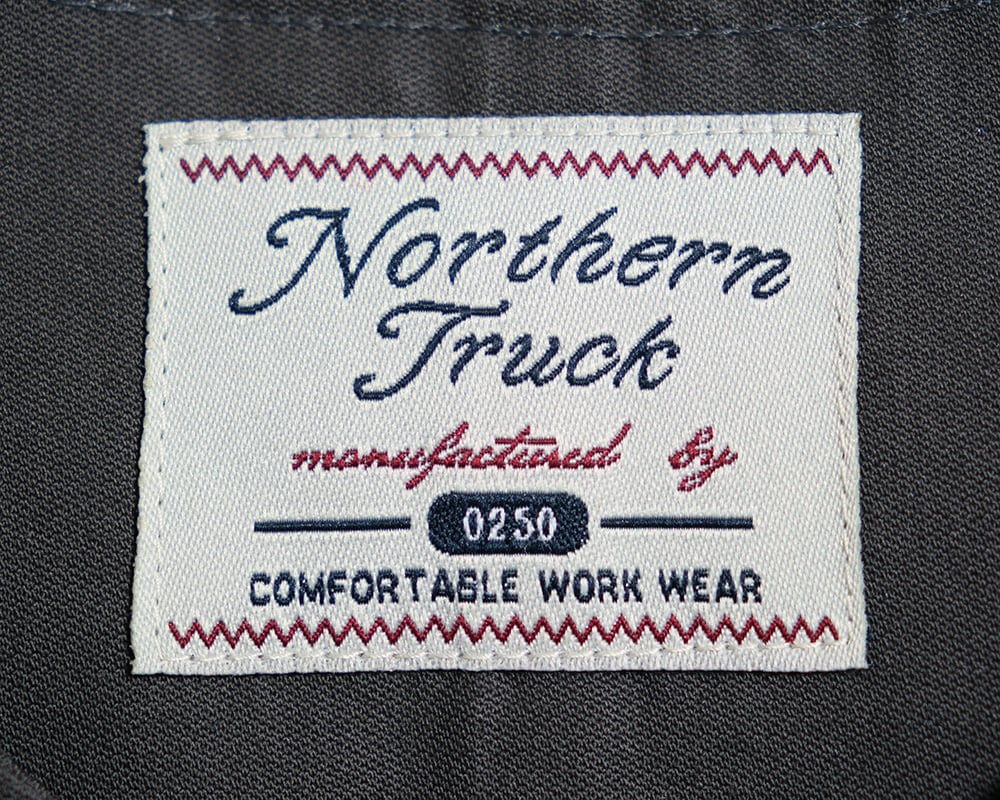 Northern
Truck
manufactured by
0250
COMFORTABLE WORK WEAR